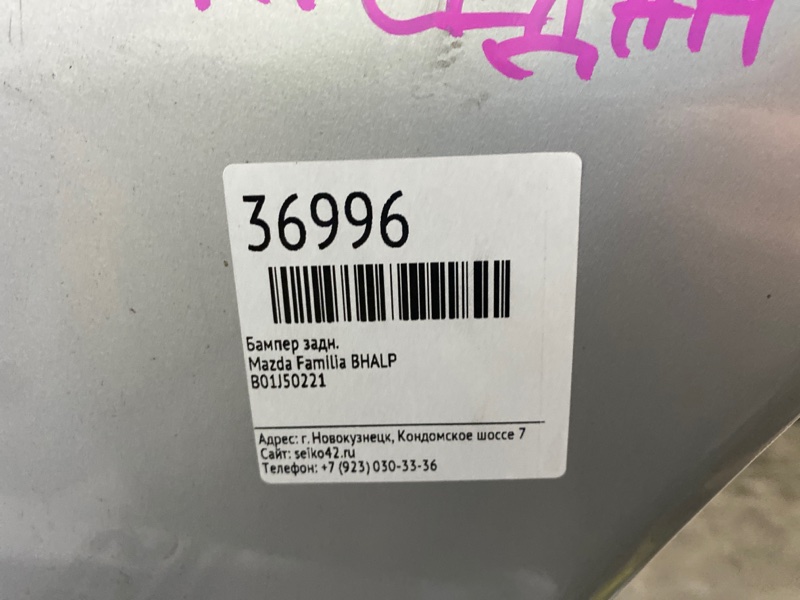 СЕДАН
36996
Бампер задн.
Mazda Familia BHALP
B01J50221
Адрес: г. Новокузнецк, Кондомское шоссе 7
Сайт: seiko42.ru
Телефон: +7 (923) 030-33-36